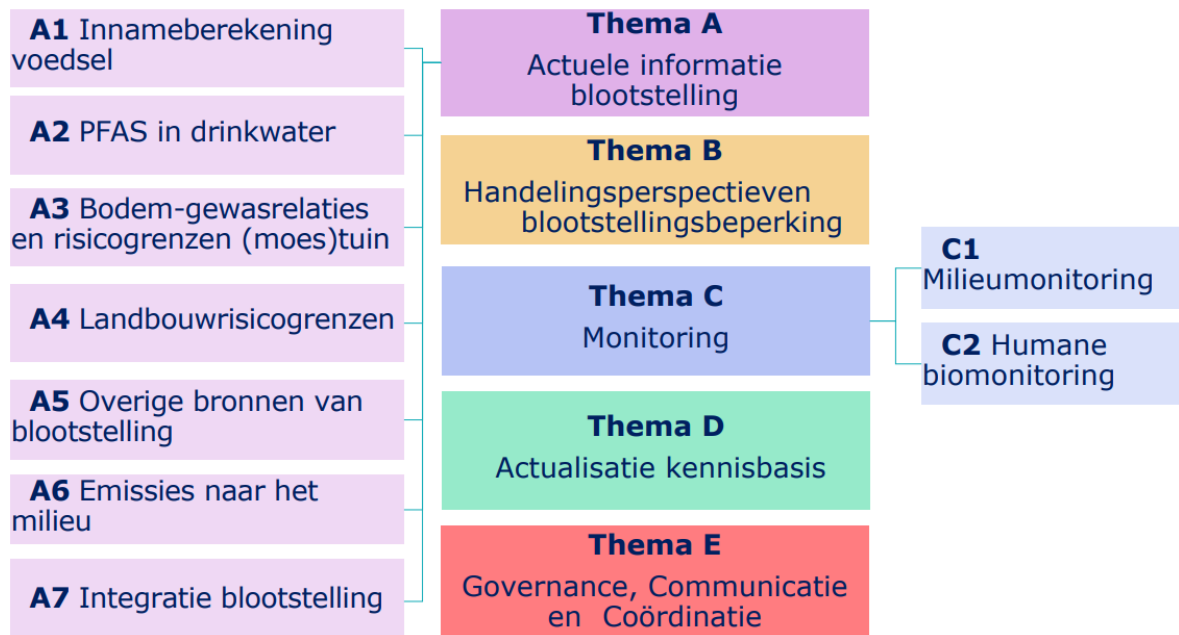 A1 Innameberekening
voedsel
A2 PFAS in drinkwater
A3 Bodem-gewasrelaties
en risicogrenzen (moes)tuin
A4 Landbouwrisicogrenzen
A5 Overige bronnen van
blootstelling
A6 Emissies naar het
milieu
A7 Integratie blootstelling
Thema A
Actuele informatie
blootstelling
Thema B
Handelingsperspectieven
blootstellingsbeperking
Thema C
Monitoring
Thema D
Actualisatie kennisbasis
Thema E
Governance, Communicatie
en Coördinatie
C1
Milieumonitoring
C2 Humane
biomonitoring